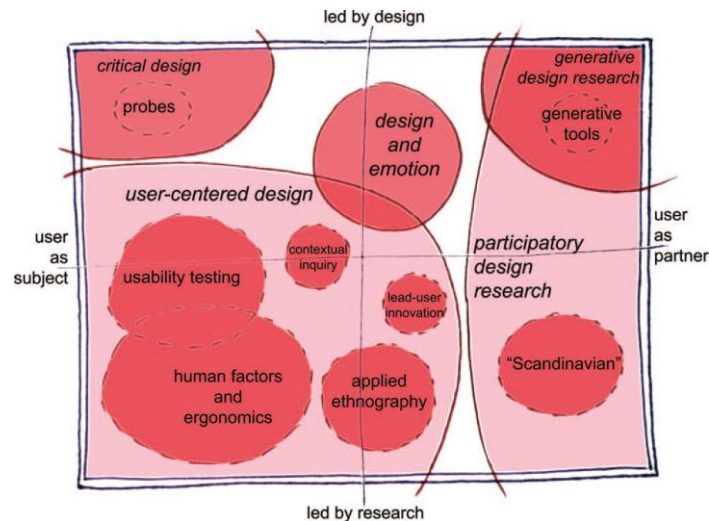 led by design
critical design
probes
generative
design research
generative
tools
design
and
emotion
user-centered design
user
as
subject
usability testing
contextual
inquiry
participatory
design
research
user
as
partner
lead-user
innovation
human factors
and
ergonomics
applied
ethnography
“Scandinavian”
led by research